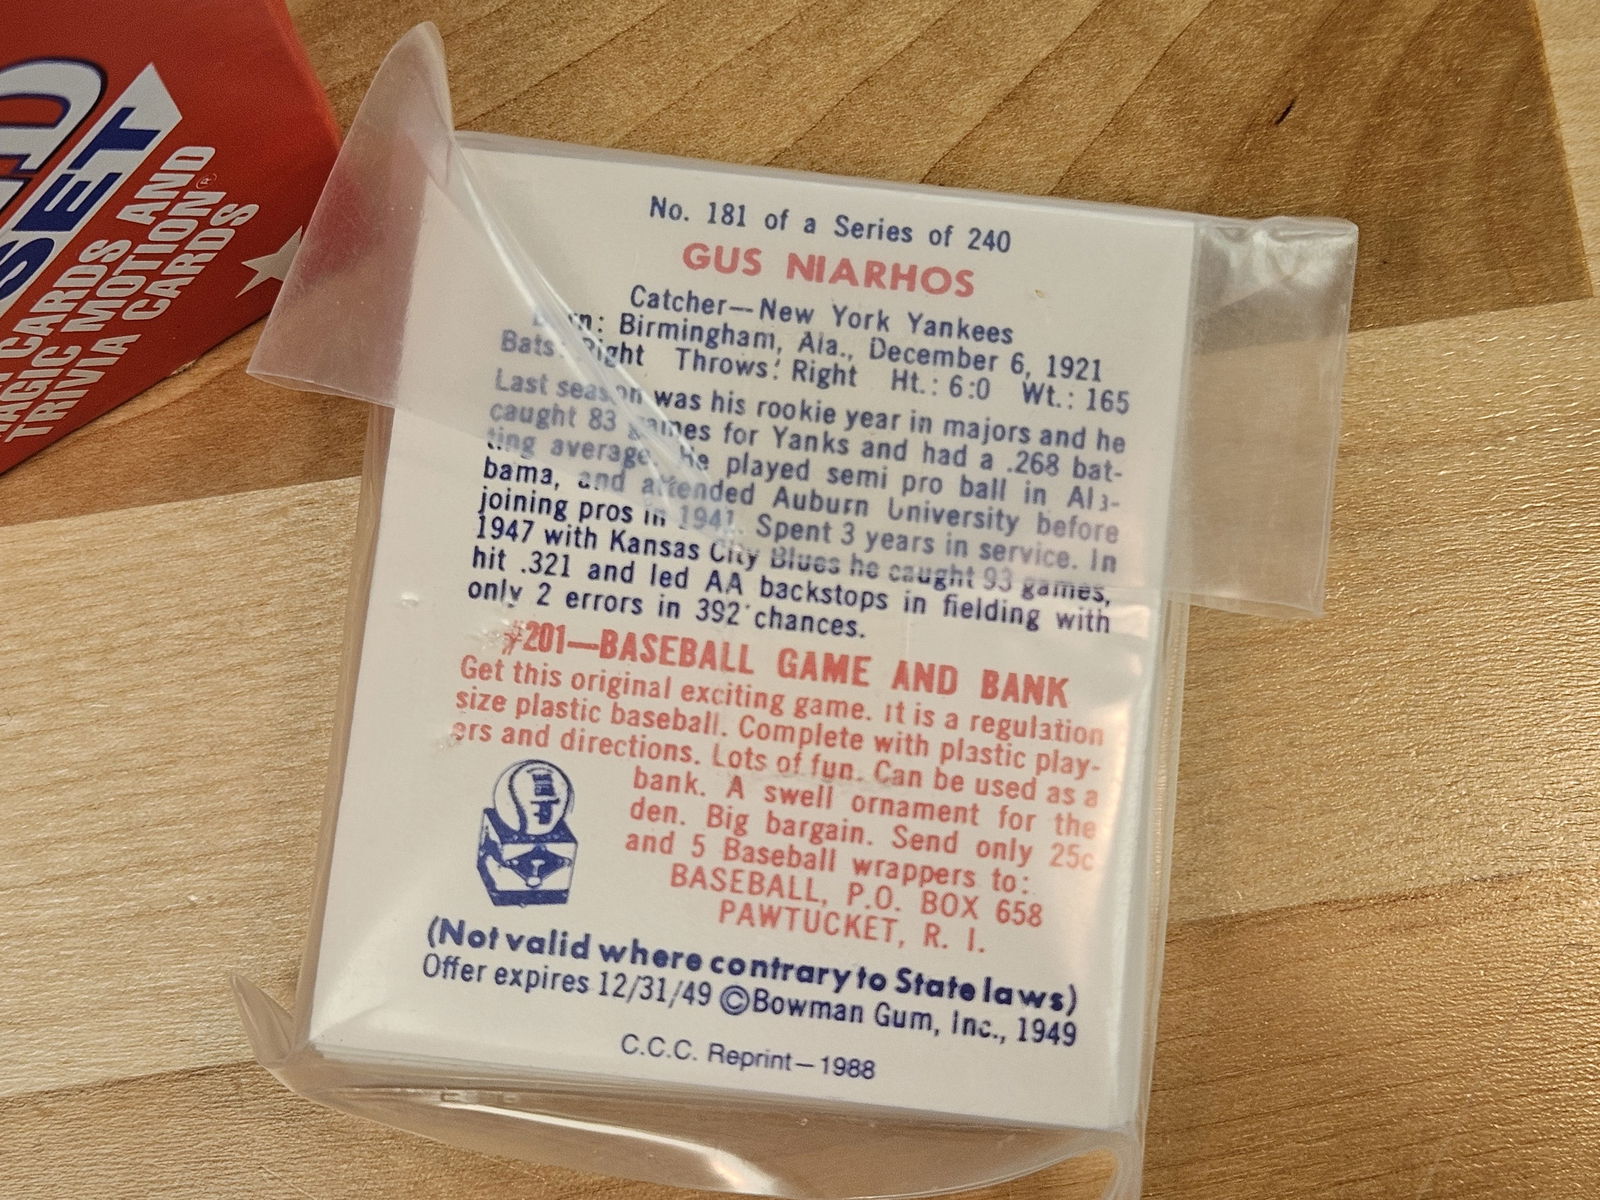 SET
CARDS
MAGIC MOTION AND
TRIVIA MOTION®
CARDS
No. 181 of a Series of 240
GUS NIARHOS
Catcher—New York Yankees
Born: Birmingham, Ala., December 6, 1921
Bats: Right Throws: Right Ht.: 6:0 Wt.: 165
Last season was his rookie year in majors and he
caught 83 games for Yanks and had a .268 bat-
ting average. He played semi pro ball in Ala-
bama, and attended Auburn University before
joining pros in 1941. Spent 3 years in service. In
1947 with Kansas City Blues he caught 93 games,
hit .321 and led AA backstops in fielding with
only 2 errors in 392 chances.
#201—BASEBALL GAME AND BANK
Get this original exciting game. It is a regulation
size plastic baseball. Complete with plastic play-
ers and directions. Lots of fun. Can be used as a
bank. A swell ornament for the
den. Big bargain. Send only 25c
and 5 Baseball wrappers to:
BASEBALL, P.O. BOX 658
PAWTUCKET, R. I.
(Not valid where contrary to State laws)
Offer expires 12/31/49 ©Bowman Gum, Inc., 1949
C.C.C. Reprint—1988